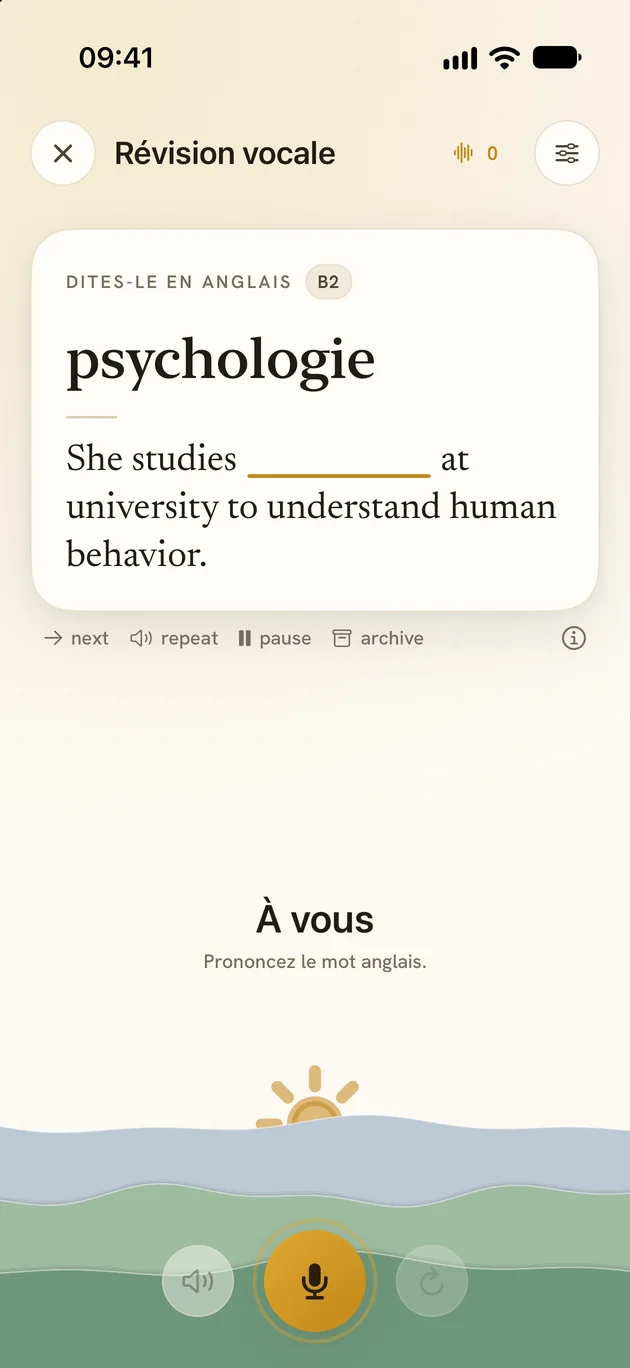 09:41
Révision vocale
0
DITES-LE EN ANGLAIS B2
psychologie
She studies ________ at
university to understand human
behavior.
next repeat pause archive
À vous
Prononcez le mot anglais.